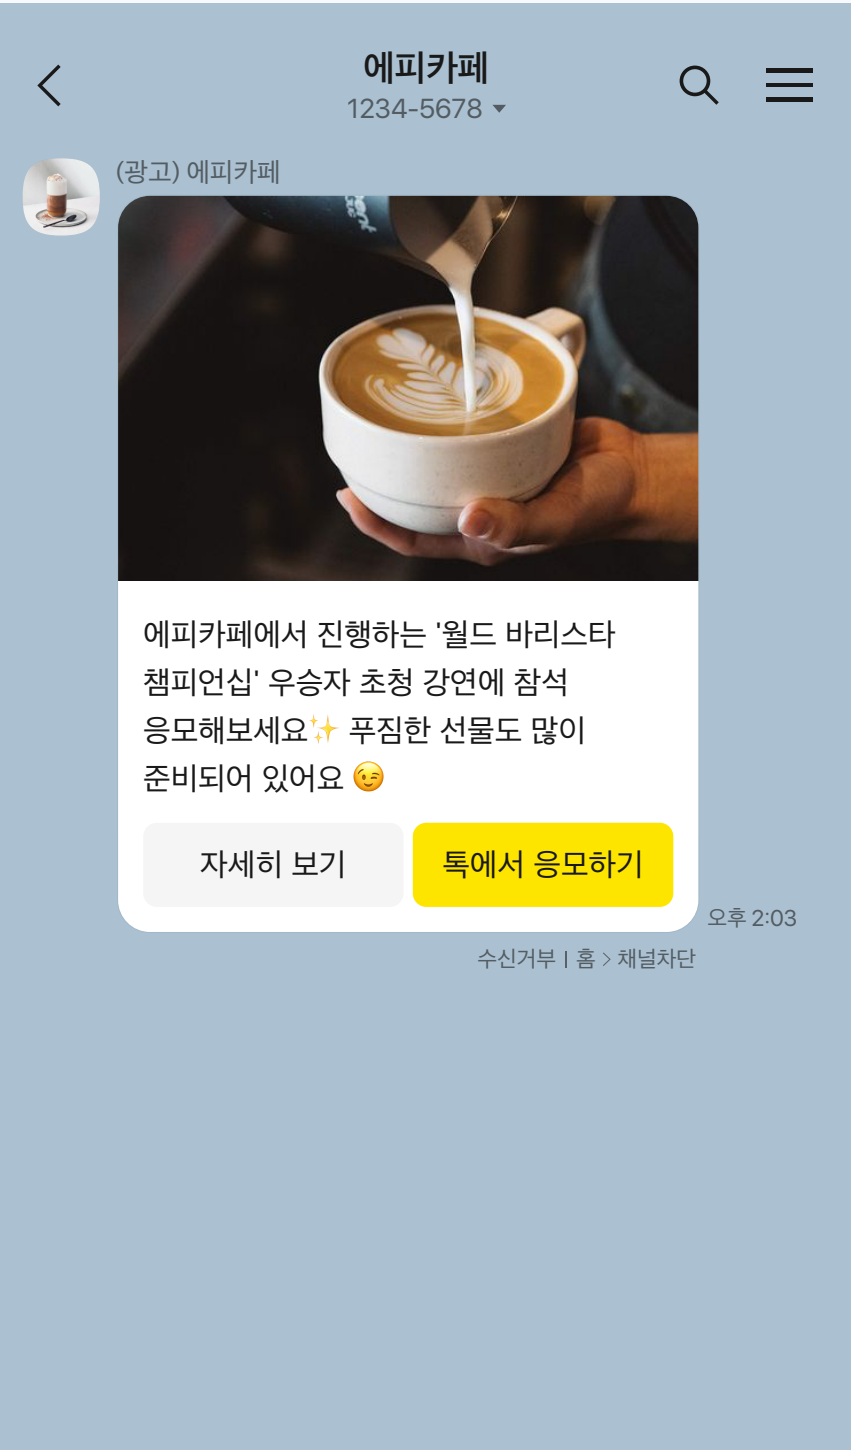 에피카페
1234-5678
(광고) 에피카페
에피카페에서 진행하는 '월드 바리스타
챔피언십' 우승자 초청 강연에 참석
응모해보세요✨ 푸짐한 선물도 많이
준비되어 있어요 😉
자세히 보기
톡에서 응모하기
오후 2:03
수신거부 | 홈 > 채널차단